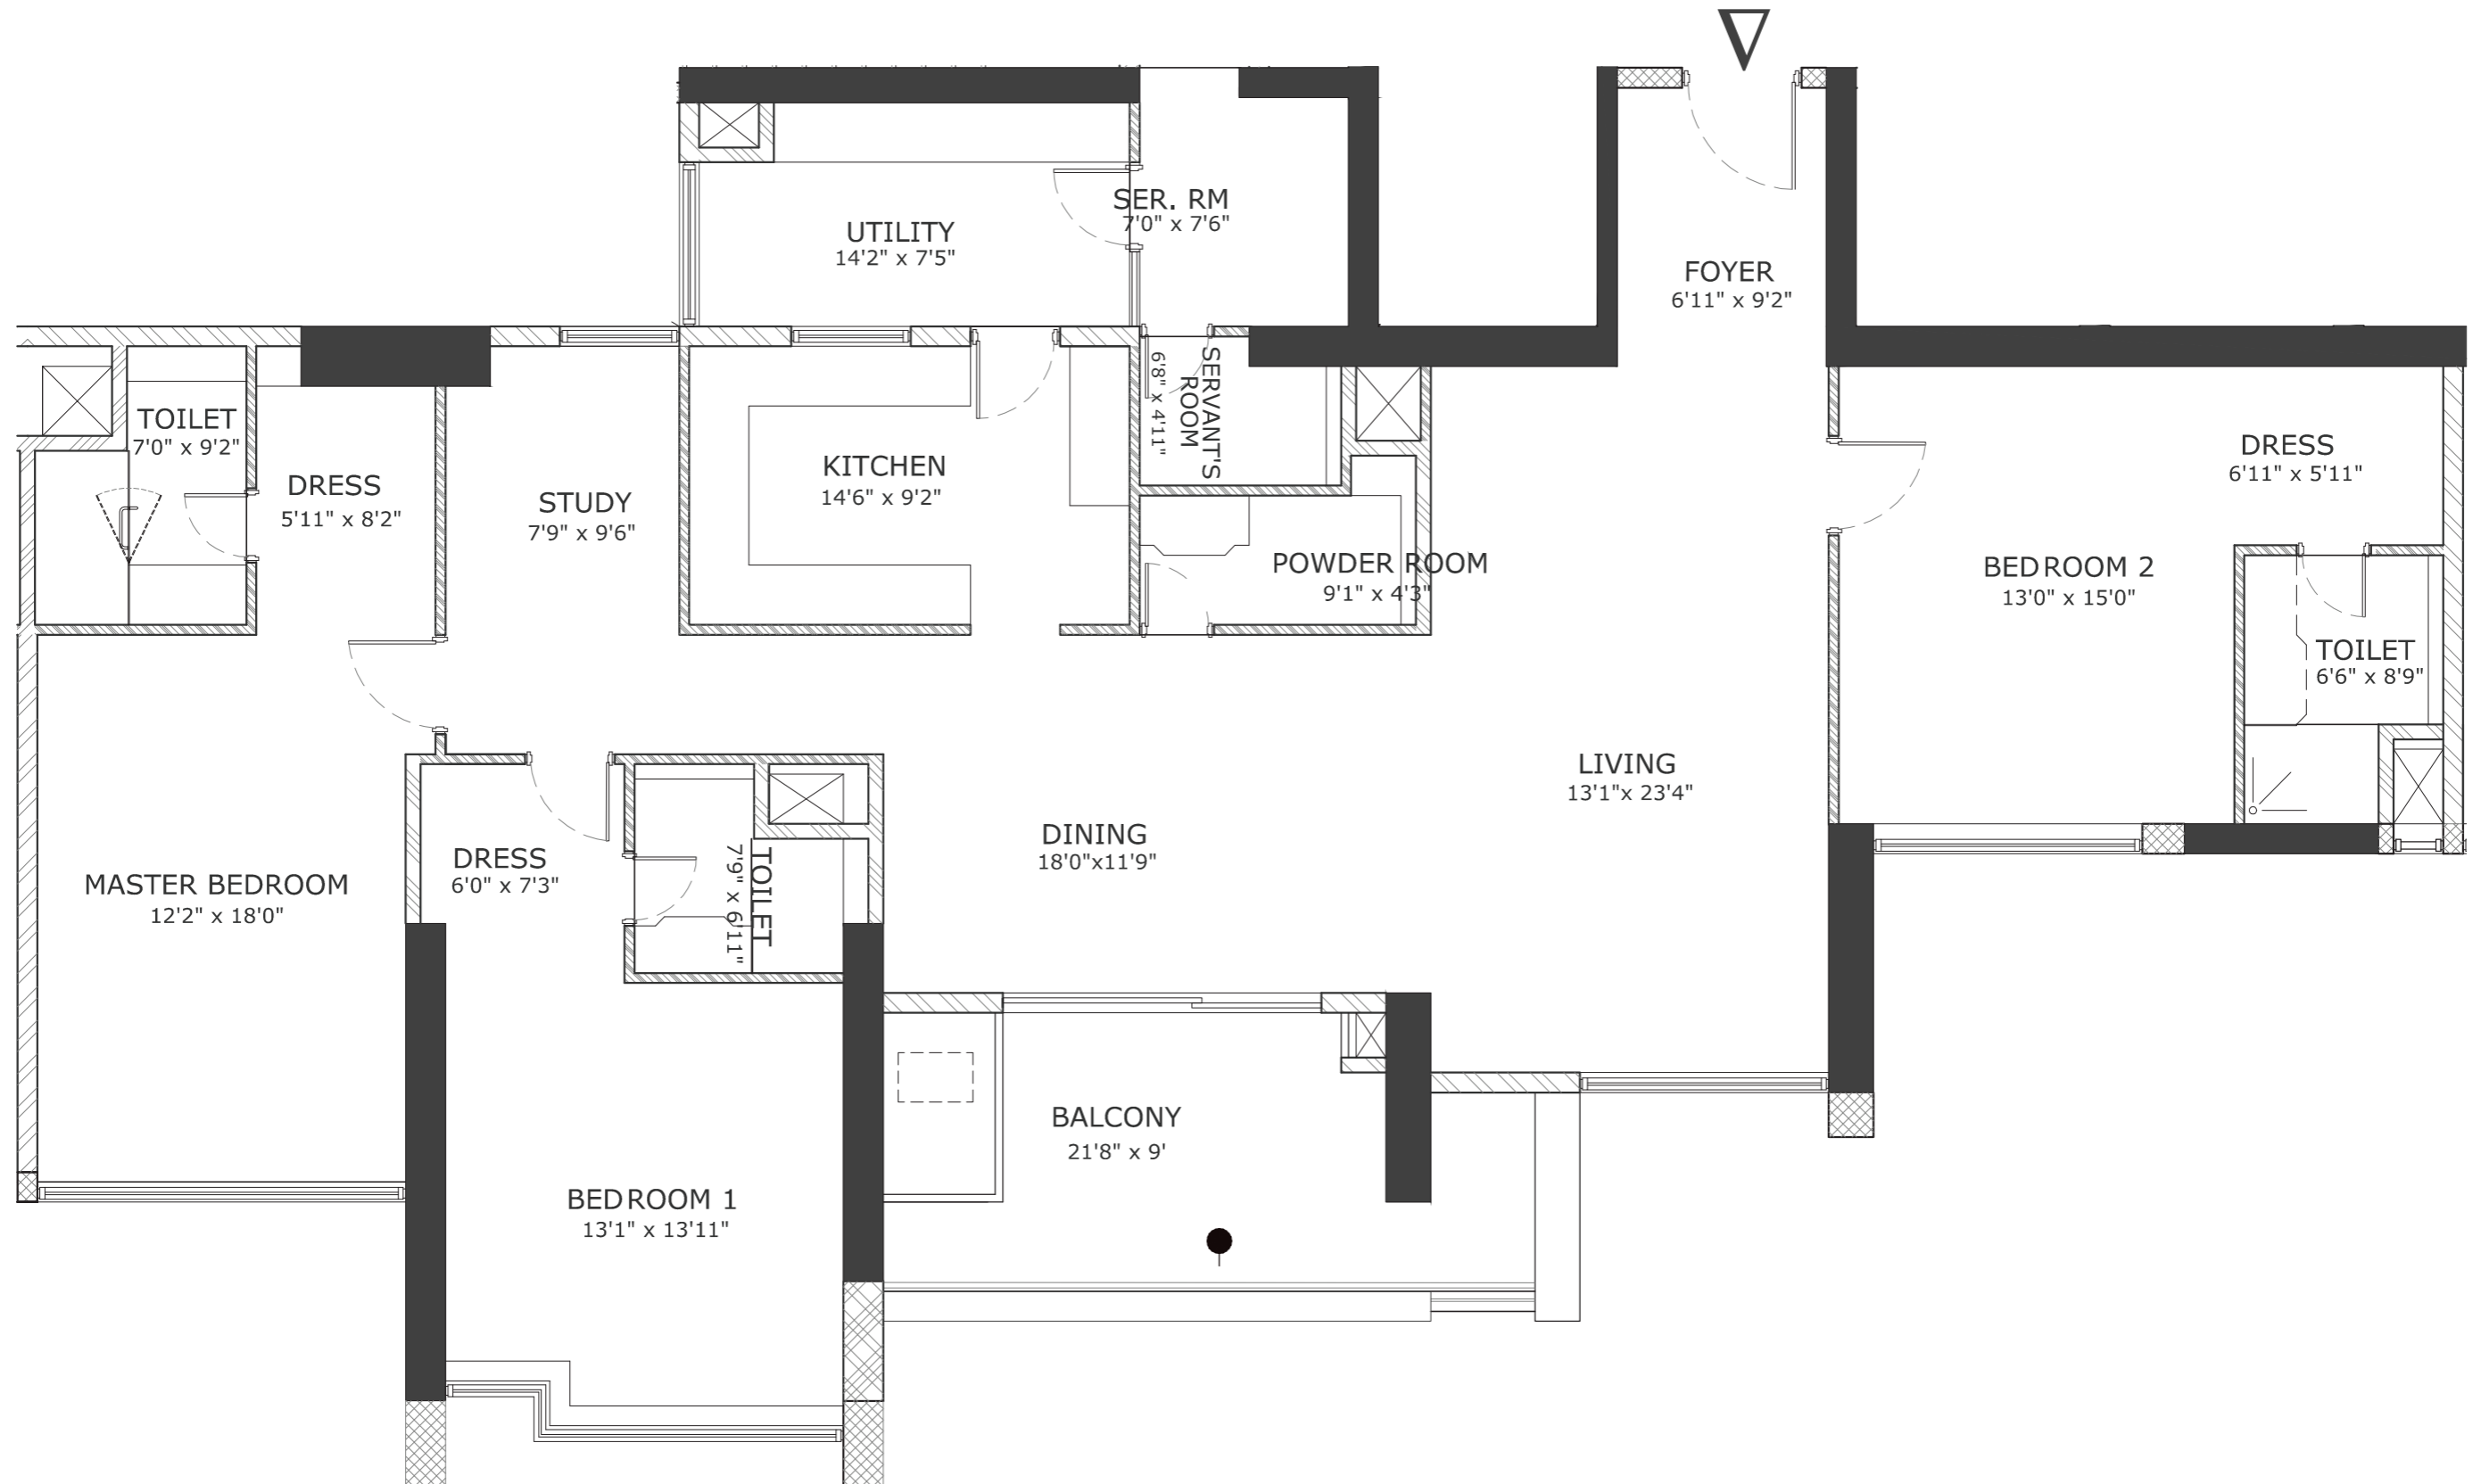 SER. RM
7'0" x 7'6"
UTILITY
14'2" x 7'5"
FOYER
6'11" x 9'2"
TOILET
7'0" x 9'2"
DRESS
5'11" x 8'2"
STUDY
7'9" x 9'6"
KITCHEN
14'6" x 9'2"
SERVANT'S
ROOM
6'8" x 4'11"
POWDER ROOM
9'1" x 4'3"
DRESS
6'11" x 5'11"
BEDROOM 2
13'0" x 15'0"
TOILET
6'6" x 8'9"
LIVING
13'1"x 23'4"
DINING
18'0"x11'9"
DRESS
6'0" x 7'3"
TOILET
7'9" x 6'11"
MASTER BEDROOM
12'2" x 18'0"
BALCONY
21'8" x 9'
BEDROOM 1
13'1" x 13'11"